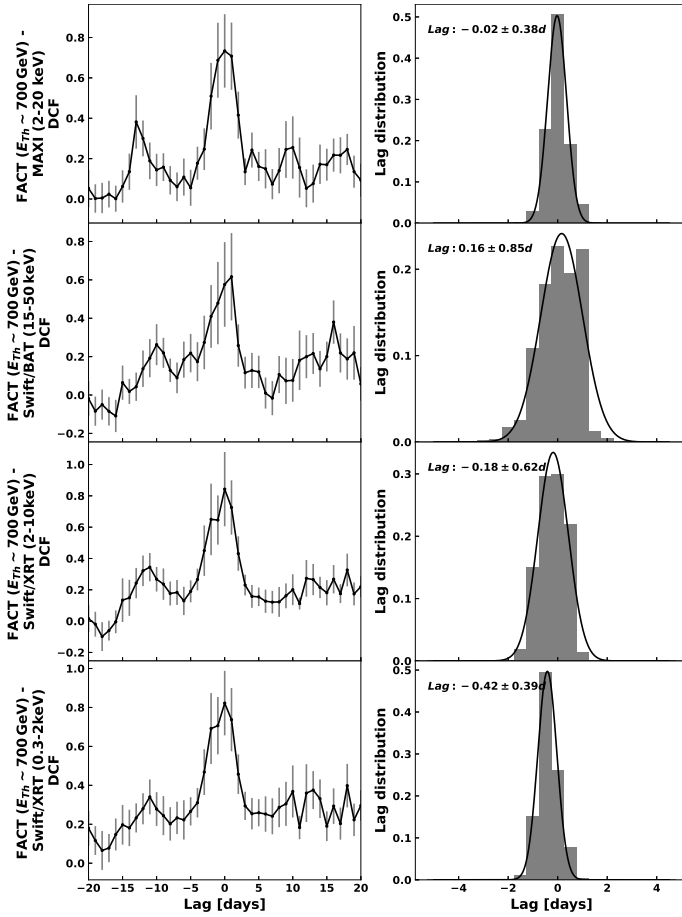 FACT (E_Th ~ 700 GeV) -
MAXI (2-20 keV)
DCF
0.8
0.6
0.4
0.2
0.0
Lag distribution
0.5
0.4
0.3
0.2
0.1
0.0
Lag: −0.02 ± 0.38d
FACT (E_Th ~ 700 GeV) -
Swift/BAT (15-50 keV)
DCF
0.8
0.6
0.4
0.2
0.0
−0.2
Lag distribution
0.2
0.1
0.0
Lag: 0.16 ± 0.85d
FACT (E_Th ~ 700 GeV) -
Swift/XRT (2-10keV)
DCF
1.0
0.8
0.6
0.4
0.2
0.0
−0.2
Lag distribution
0.3
0.2
0.1
0.0
Lag: −0.18 ± 0.62d
FACT (E_Th ~ 700 GeV) -
Swift/XRT (0.3-2keV)
DCF
1.0
0.8
0.6
0.4
0.2
0.0
−20 −15 −10 −5 0 5 10 15 20
Lag [days]
Lag distribution
0.5
0.4
0.3
0.2
0.1
0.0
Lag: −0.42 ± 0.39d
−4 −2 0 2 4
Lag [days]